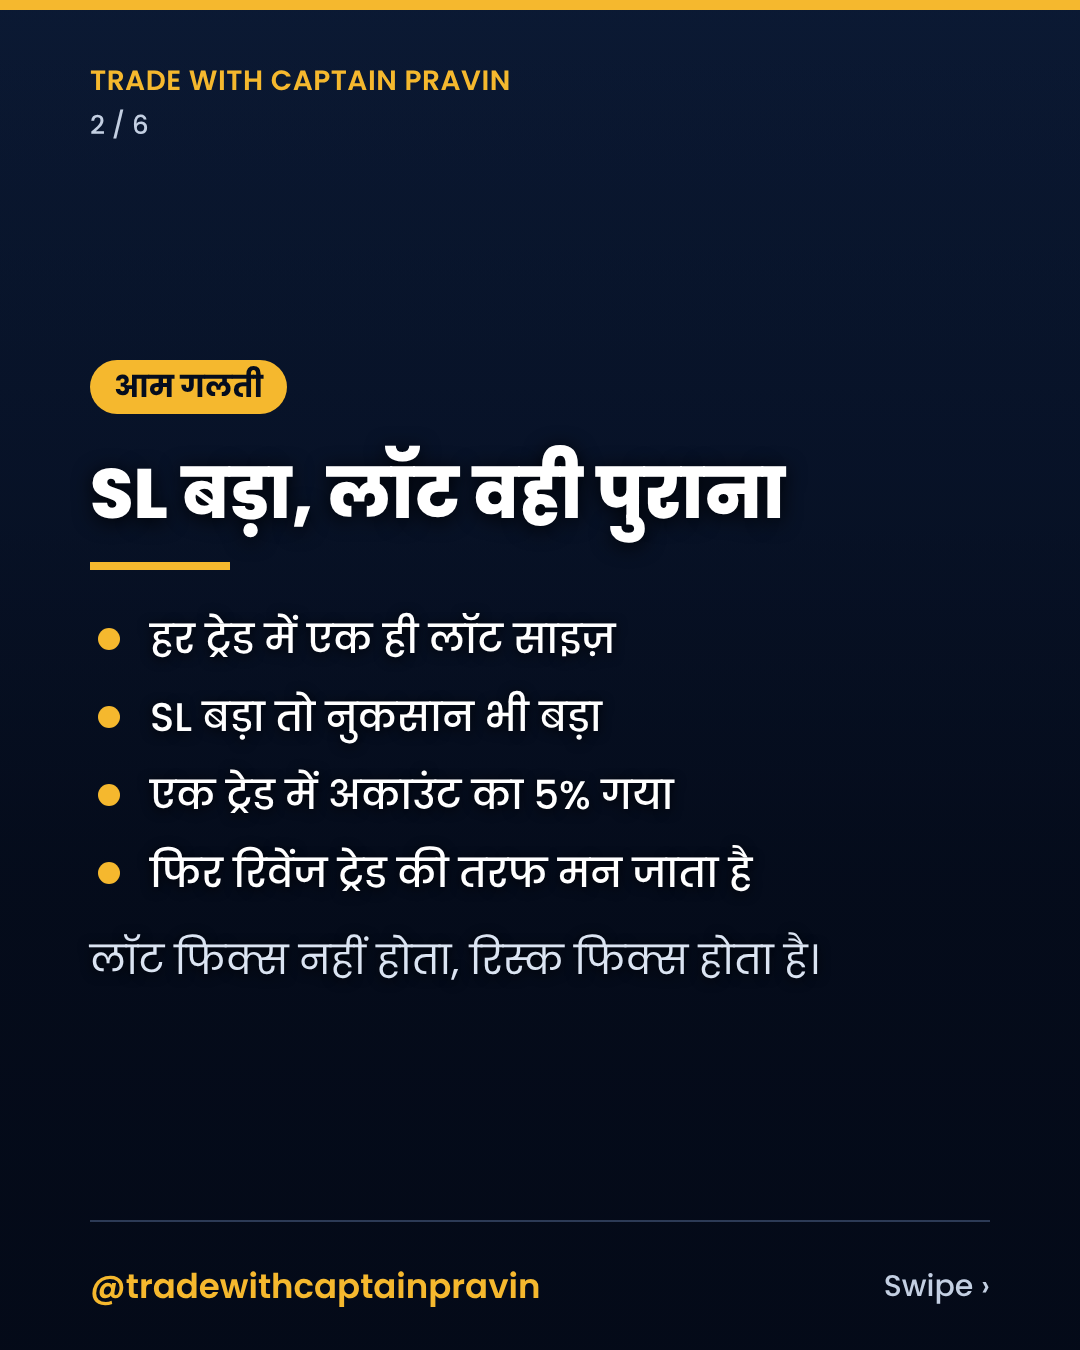 TRADE WITH CAPTAIN PRAVIN
2 / 6
आम गलती
SL बड़ा, लॉट वही पुराना
हर ट्रेड में एक ही लॉट साइज़
SL बड़ा तो नुकसान भी बड़ा
एक ट्रेड में अकाउंट का 5% गया
फिर रिवेंज ट्रेड की तरफ मन जाता है
लॉट फिक्स नहीं होता, रिस्क फिक्स होता है।
@tradewithcaptainpravin
Swipe ›